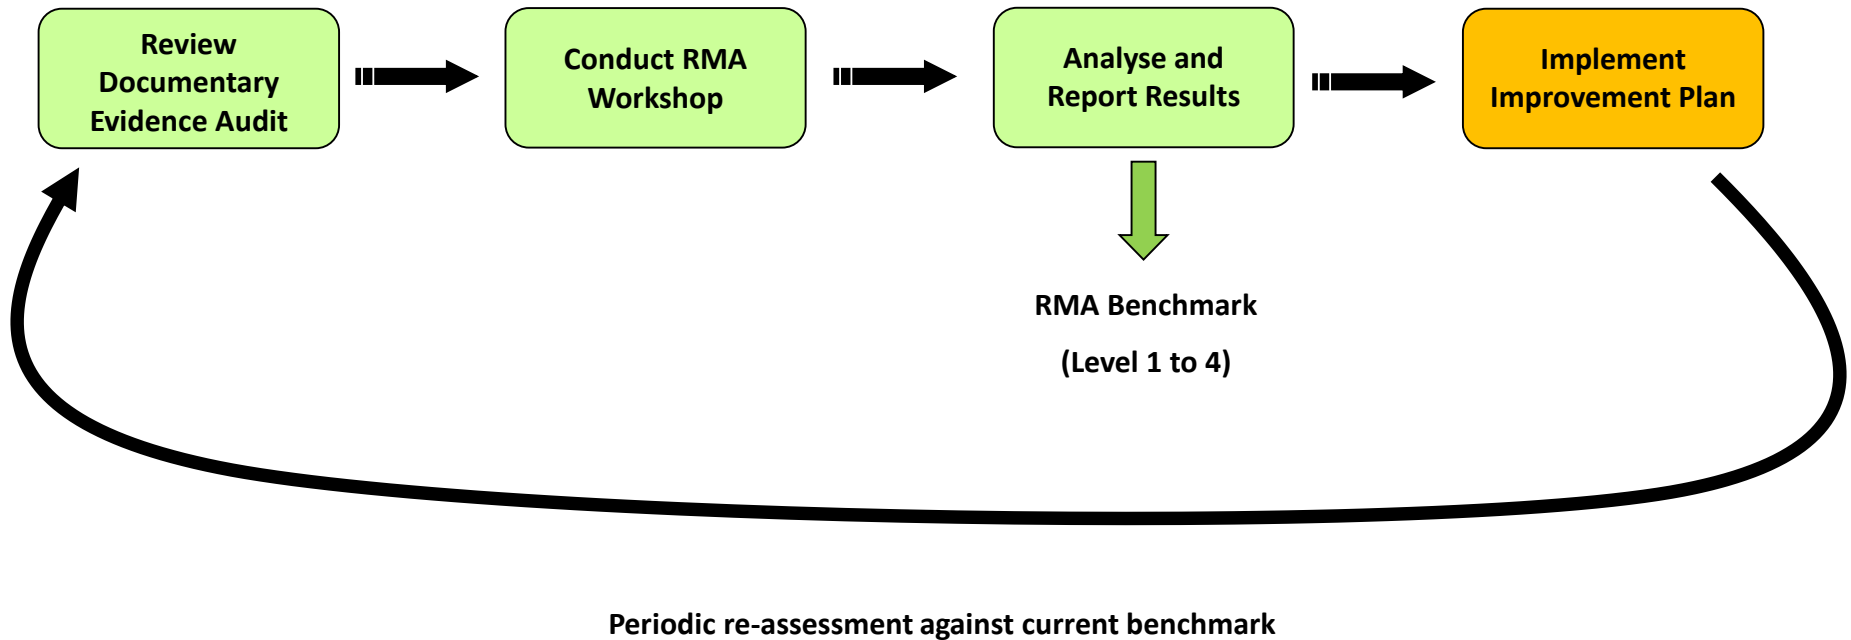 Review
Documentary
Evidence Audit
Conduct RMA
Workshop
Analyse and
Report Results
Implement
Improvement Plan
RMA Benchmark
(Level 1 to 4)
Periodic re-assessment against current benchmark